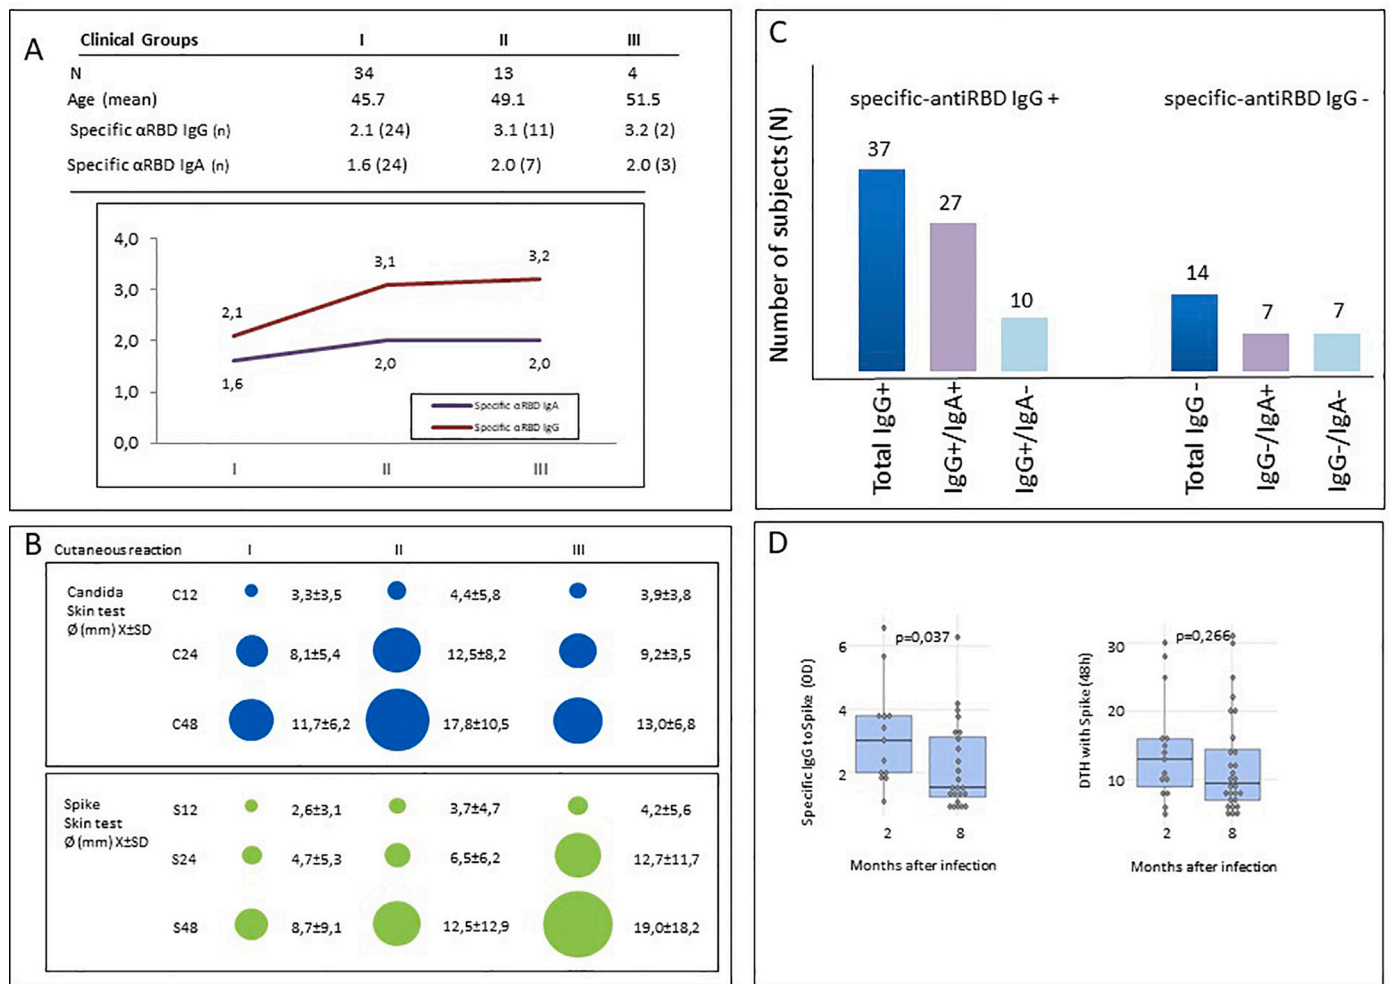 A
Clinical Groups I II III
N 34 13 4
Age (mean) 45.7 49.1 51.5
Specific αRBD IgG (n) 2.1 (24) 3.1 (11) 3.2 (2)
Specific αRBD IgA (n) 1.6 (24) 2.0 (7) 2.0 (3)
4,0
3,0
2,0
1,0
0,0
2,1
3,1
3,2
1,6
2,0
2,0
Specific αRBD IgA
Specific αRBD IgG
I II III
B
Cutaneous reaction I II III
Candida
Skin test
Ø (mm) X±SD
C12 3,3±3,5 4,4±5,8 3,9±3,8
C24 8,1±5,4 12,5±8,2 9,2±3,5
C48 11,7±6,2 17,8±10,5 13,0±6,8
Spike
Skin test
Ø (mm) X±SD
S12 2,6±3,1 3,7±4,7 4,2±5,6
S24 4,7±5,3 6,5±6,2 12,7±11,7
S48 8,7±9,1 12,5±12,9 19,0±18,2
C
Number of subjects (N)
specific-antiRBD IgG +
specific-antiRBD IgG -
37
27
10
14
7
7
Total IgG+
IgG+/IgA+
IgG+/IgA-
Total IgG -
IgG-/IgA+
IgG-/IgA-
D
Specific IgG to Spike (OD)
p=0,037
6
4
2
2 8
Months after infection
DTH with Spike (48h)
p=0,266
30
20
10
2 8
Months after infection